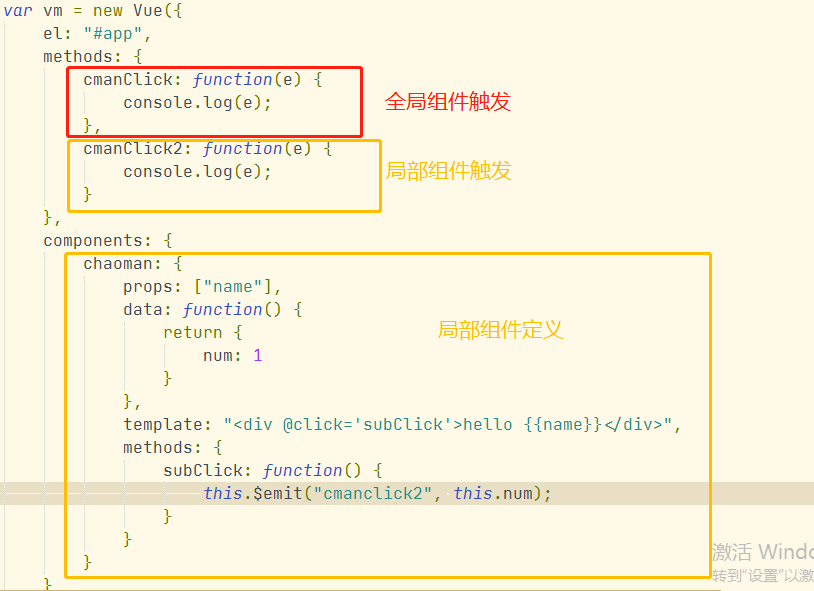 var vm = new Vue({
el: "#app",
methods: {
cmanClick: function(e) {
console.log(e);
全局组件触发
},
cmanClick2: function(e) {
console.log(e);
局部组件触发
}
},
components: {
chaoman: {
props: ["name"],
data: function() {
return {
局部组件定义
num: 1
}
},
template: "<div @click='subClick'>hello {{name}}</div>",
methods: {
subClick: function() {
this.$emit("cmanclick2", this.num);
}
}
}
}
激活 Windo
转到"设置"以激